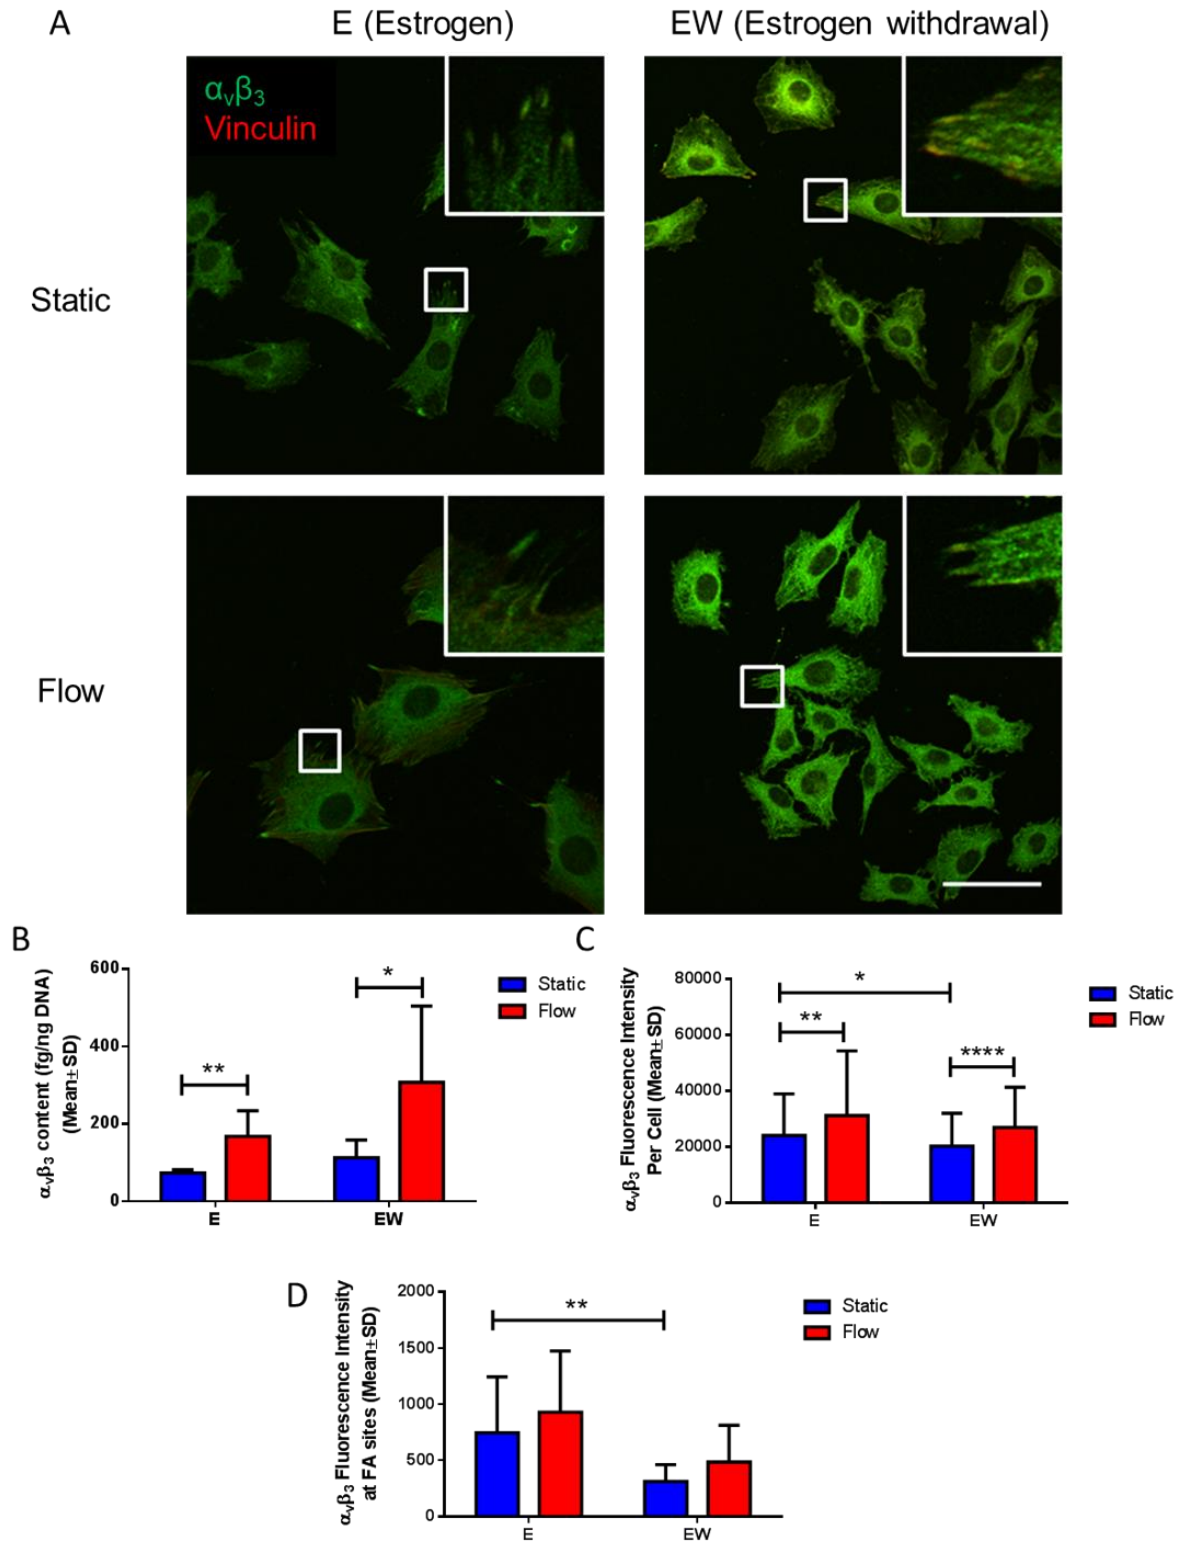 A
E (Estrogen)
EW (Estrogen withdrawal)
αvβ3
Vinculin
Static
Flow
B
αvβ3 content (fg/ng DNA)
(Mean±SD)
600
400
200
0
**
*
E
EW
Static
Flow
C
αvβ3 Fluorescence Intensity
Per Cell (Mean±SD)
80000
60000
40000
20000
0
*
**
****
E
EW
Static
Flow
D
αvβ3 Fluorescence Intensity
at FA sites (Mean±SD)
2000
1500
1000
500
0
**
E
EW
Static
Flow